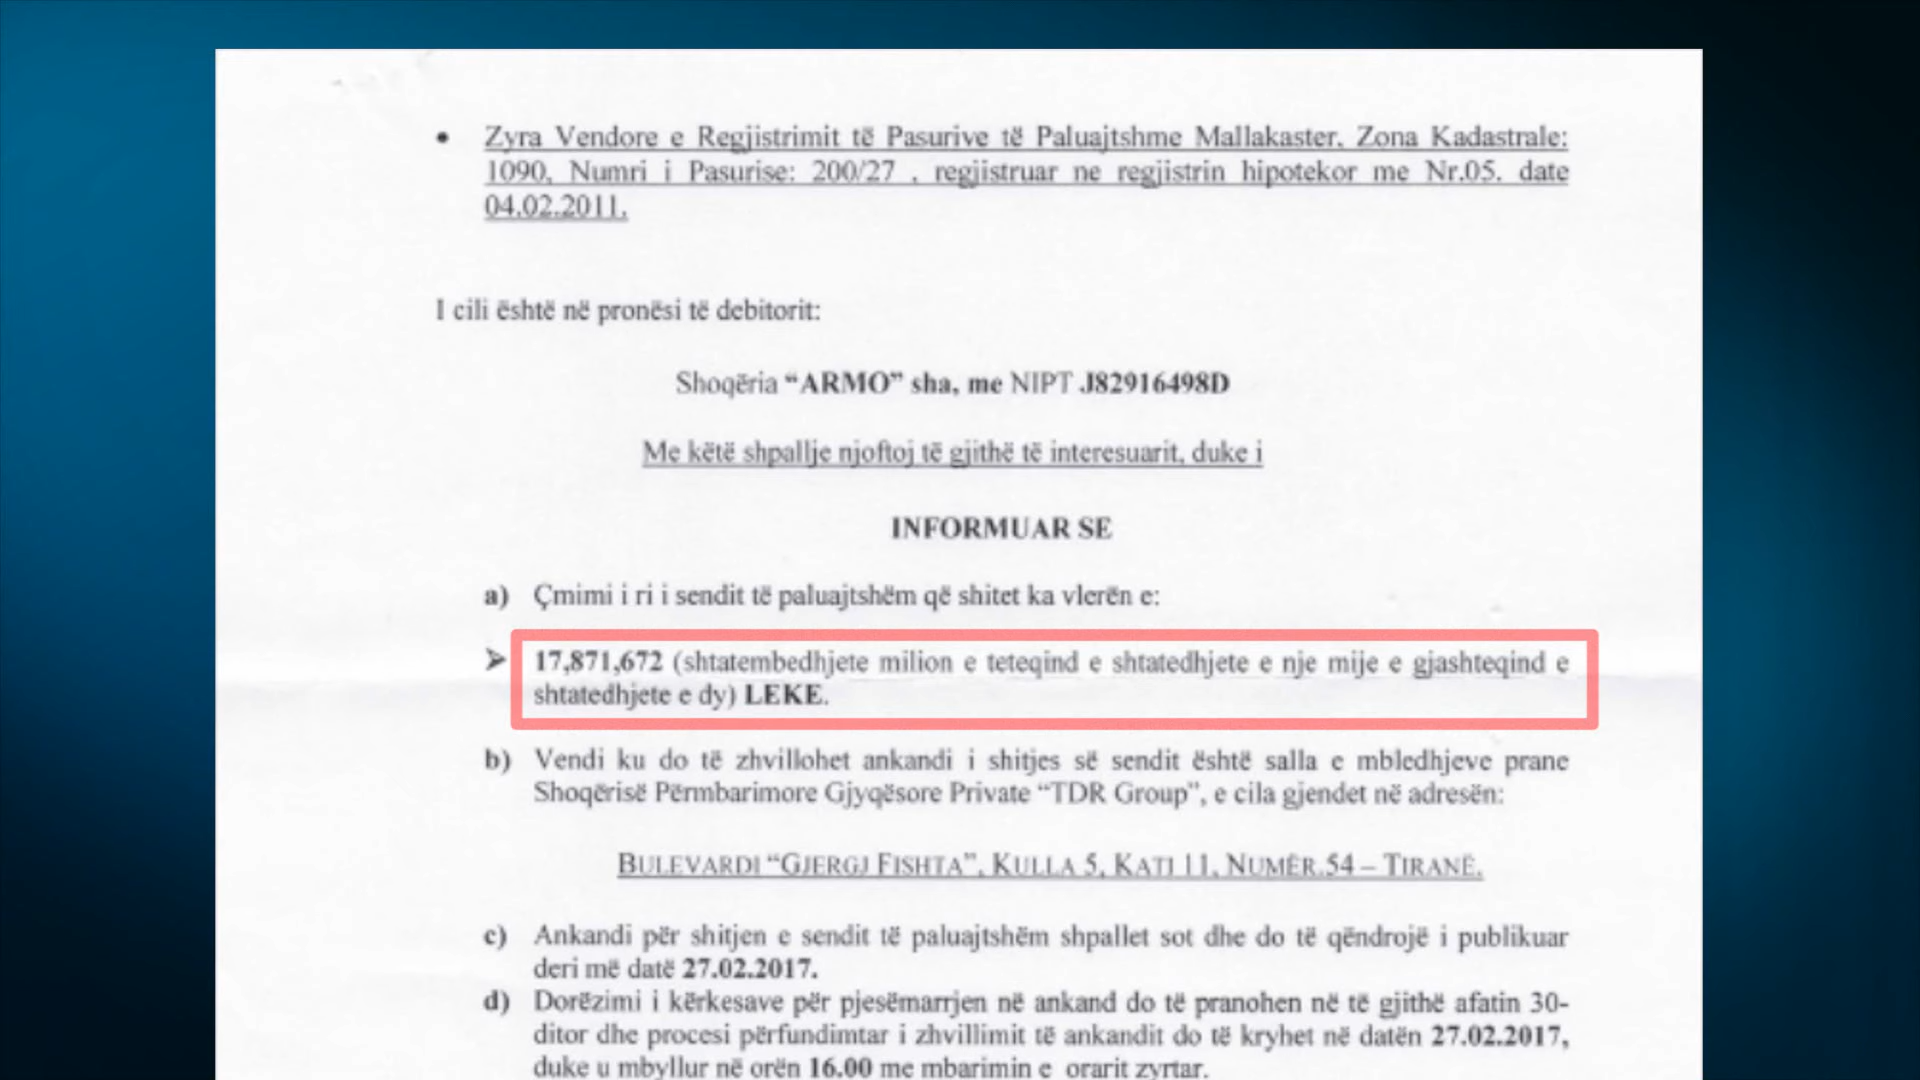 • Zyra Vendore e Regjistrimit të Pasurive të Paluajtshme Mallakaster, Zona Kadastrale:
1090, Numri i Pasurise: 200/27 , regjistruar ne regjistrin hipotekor me Nr.05. date
04.02.2011.
I cili është në pronësi të debitorit:
Shoqëria “ARMO” sha, me NIPT J82916498D
Me këtë shpallje njoftoj të gjithë të interesuarit, duke i
INFORMUAR SE
a) Çmimi i ri i sendit të paluajtshëm që shitet ka vlerën e:
➤ 17,871,672 (shtatembedhjete milion e teteqind e shtatedhjete e nje mije e gjashteqind e
shtatedhjete e dy) LEKE.
b) Vendi ku do të zhvillohet ankandi i shitjes së sendit është salla e mbledhjeve prane
Shoqërisë Përmbarimore Gjyqësore Private “TDR Group”, e cila gjendet në adresën:
BULEVARDI “GJERGJ FISHTA”, KULLA 5, KATI 11, NUMËR.54 – TIRANË.
c) Ankandi për shitjen e sendit të paluajtshëm shpallet sot dhe do të qëndrojë i publikuar
deri më datë 27.02.2017.
d) Dorëzimi i kërkesave për pjesëmarrjen në ankand do të pranohen në të gjithë afatin 30-
ditor dhe procesi përfundimtar i zhvillimit të ankandit do të kryhet në datën 27.02.2017,
duke u mbyllur në orën 16.00 me mbarimin e orarit zyrtar.